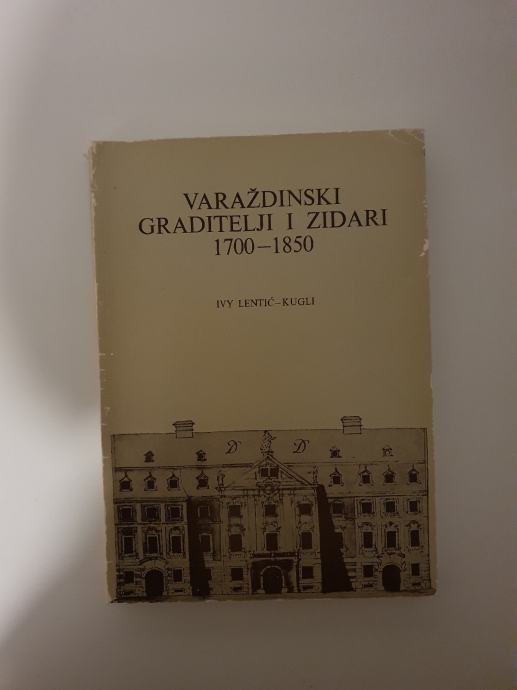 VARAŽDINSKI
GRADITELJI I ZIDARI
1700–1850
IVY LENTIĆ–KUGLI
D D